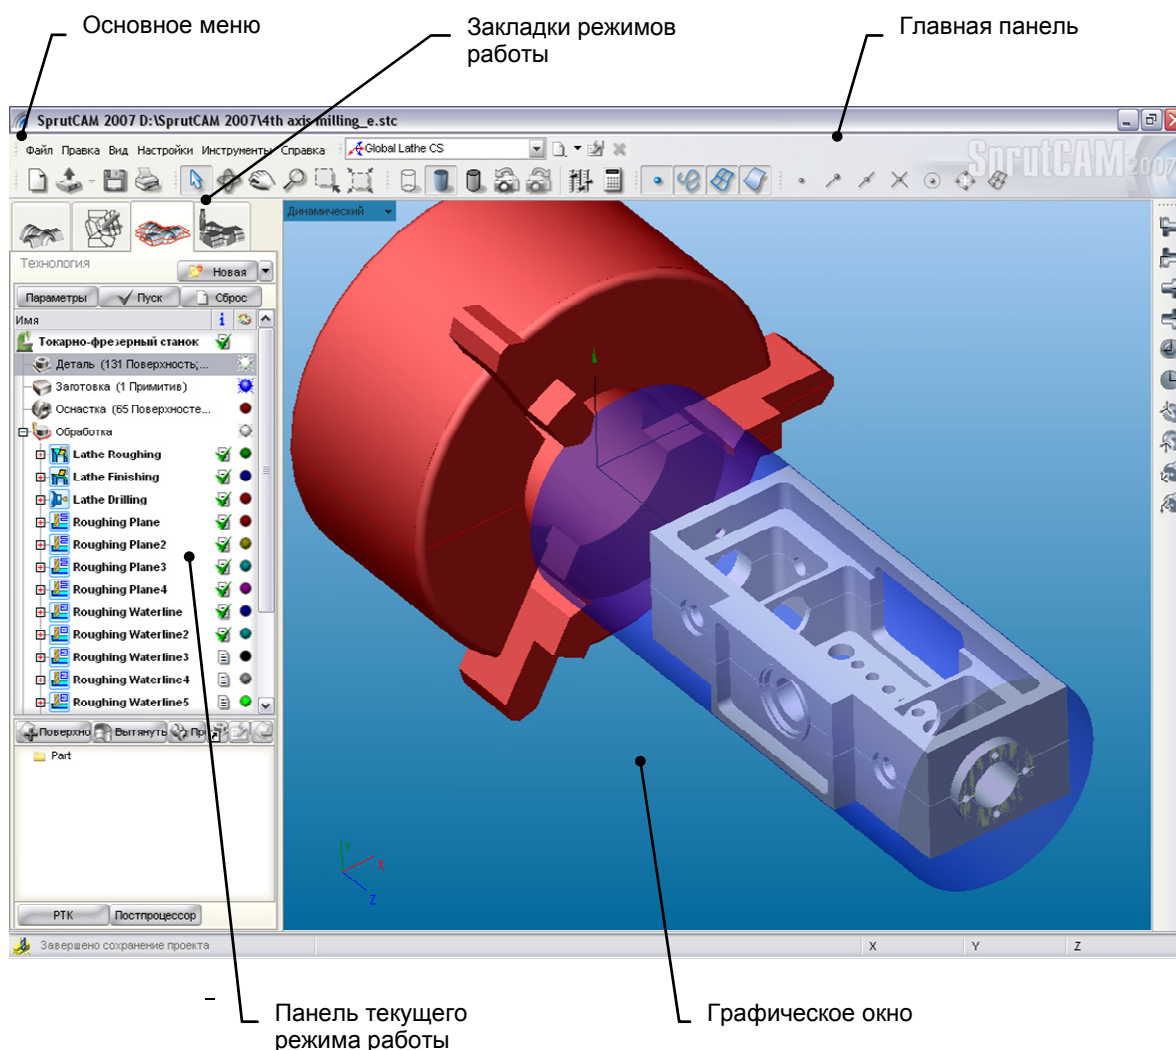 Основное меню
Закладки режимов
работы
Главная панель
SprutCAM 2007 D:\SprutCAM 2007\4th axis milling_e.stc
Файл Правка Вид Настройки Инструменты Справка
Global Lathe CS
SprutCAM 2007
Динамический
Технология
Новая
Параметры Пуск Сброс
Имя
Токарно-фрезерный станок
Деталь (131 Поверхность;...
Заготовка (1 Примитив)
Оснастка (65 Поверхносте...
Обработка
Lathe Roughing
Lathe Finishing
Lathe Drilling
Roughing Plane
Roughing Plane2
Roughing Plane3
Roughing Plane4
Roughing Waterline
Roughing Waterline2
Roughing Waterline3
Roughing Waterline4
Roughing Waterline5
Поверхно Вытянуть При
Part
Y
X
Z
РТК Постпроцессор
Завершено сохранение проекта
X Y Z
Панель текущего
режима работы
Графическое окно